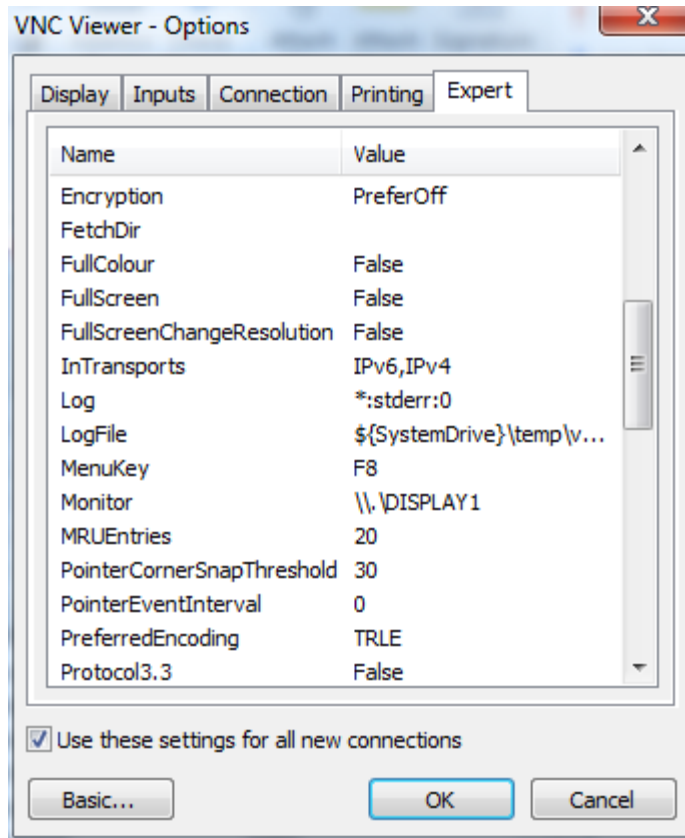 VNC Viewer - Options
Display Inputs Connection Printing Expert
Name Value
Encryption PreferOff
FetchDir
FullColour False
FullScreen False
FullScreenChangeResolution False
InTransports IPv6,IPv4
Log *:stderr:0
LogFile ${SystemDrive}\temp\v...
MenuKey F8
Monitor \\.\DISPLAY1
MRUEntries 20
PointerCornerSnapThreshold 30
PointerEventInterval 0
PreferredEncoding TRLE
Protocol3.3 False
Use these settings for all new connections
Basic... OK Cancel